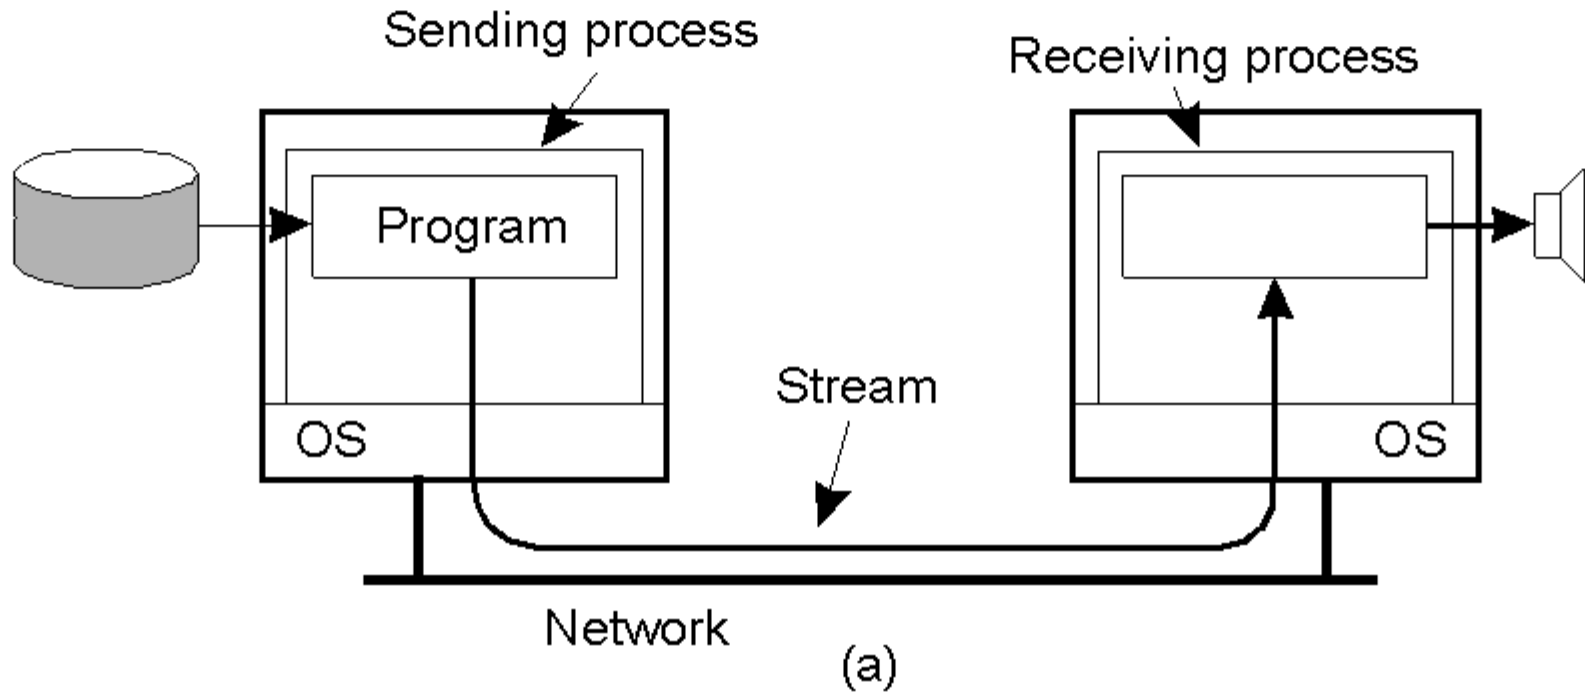 Sending process
Receiving process
Program
Stream
OS
OS
Network
(a)